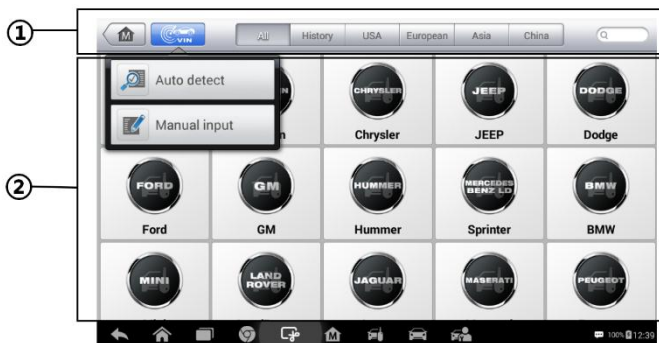 ①
M VIN All History USA European Asia China
②
Auto detect
Manual input
CHRYSLER JEEP DODGE
Chrysler JEEP Dodge
FORD GM HUMMER MERCEDES BENZ LD BMW
Ford GM Hummer Sprinter BMW
MINI LAND ROVER JAGUAR MASERATI PEUGEOT
M 100% 12:39